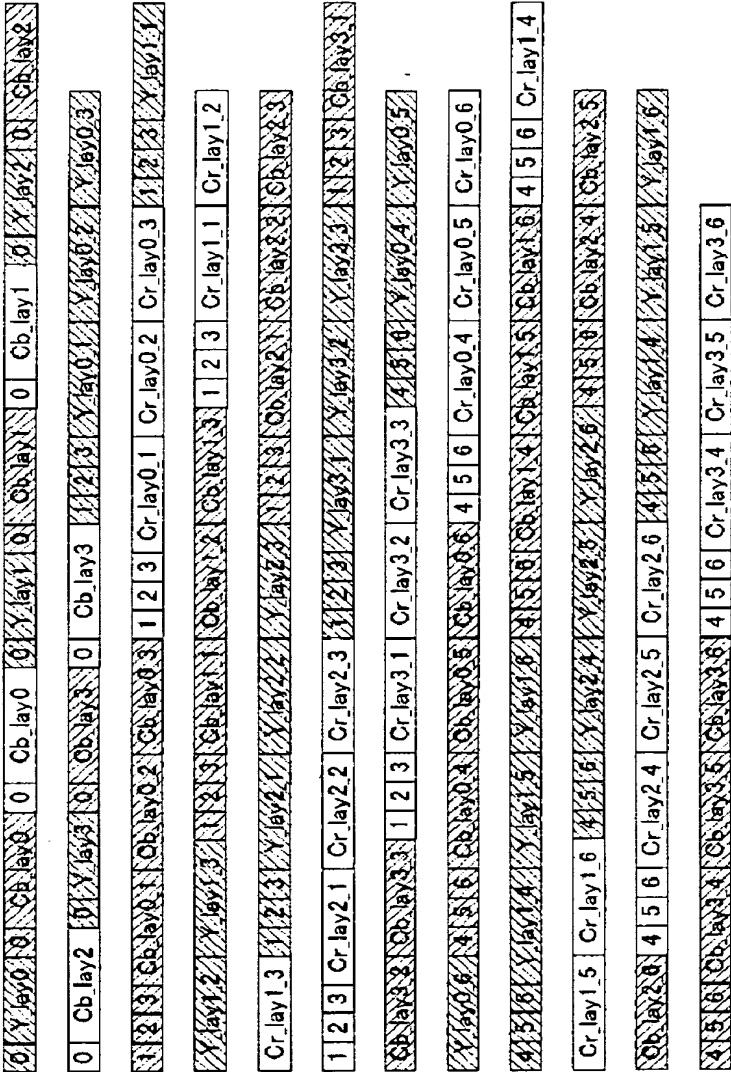 0 Y_lay0 0 Cb_lay0 0 Cb_lay0 0 Y_lay1 0 Cb_lay1 0 Cb_lay1 0 Y_lay2 0 Cb_lay2
0 Cb_lay2 0 Y_lay3 0 Cb_lay3 0 Cb_lay3 1 2 3 Y_lay0_1 Y_lay0_2 Y_lay0_3
1 2 3 Cb_lay0_1 Cb_lay0_2 Cb_lay0_3 1 2 3 Cr_lay0_1 Cr_lay0_2 Cr_lay0_3 1 2 3 Y_lay1_1
Y_lay1_2 Y_lay1_3 1 2 3 Cb_lay1_1 Cb_lay1_2 Cb_lay1_3 1 2 3 Cr_lay1_1 Cr_lay1_2
Cr_lay1_3 1 2 3 Y_lay2_1 Y_lay2_2 Y_lay2_3 1 2 3 Cb_lay2_1 Cb_lay2_2 Cb_lay2_3
1 2 3 Cr_lay2_1 Cr_lay2_2 Cr_lay2_3 1 2 3 Y_lay3_1 Y_lay3_2 Y_lay3_3 1 2 3 Cb_lay3_1
Cb_lay3_2 Cb_lay3_3 1 2 3 Cr_lay3_1 Cr_lay3_2 Cr_lay3_3 4 5 6 Y_lay0_4 Y_lay0_5
Y_lay0_6 4 5 6 Cb_lay0_4 Cb_lay0_5 Cb_lay0_6 4 5 6 Cr_lay0_4 Cr_lay0_5 Cr_lay0_6
4 5 6 Y_lay1_4 Y_lay1_5 Y_lay1_6 4 5 6 Cb_lay1_4 Cb_lay1_5 Cb_lay1_6 4 5 6 Cr_lay1_4
Cr_lay1_5 Cr_lay1_6 4 5 6 Y_lay2_4 Y_lay2_5 Y_lay2_6 4 5 6 Cb_lay2_4 Cb_lay2_5
Cb_lay2_6 4 5 6 Cr_lay2_4 Cr_lay2_5 Cr_lay2_6 4 5 6 Y_lay1_4 Y_lay1_5 Y_lay1_6
4 5 6 Cb_lay3_4 Cb_lay3_5 Cb_lay3_6 4 5 6 Cr_lay3_4 Cr_lay3_5 Cr_lay3_6